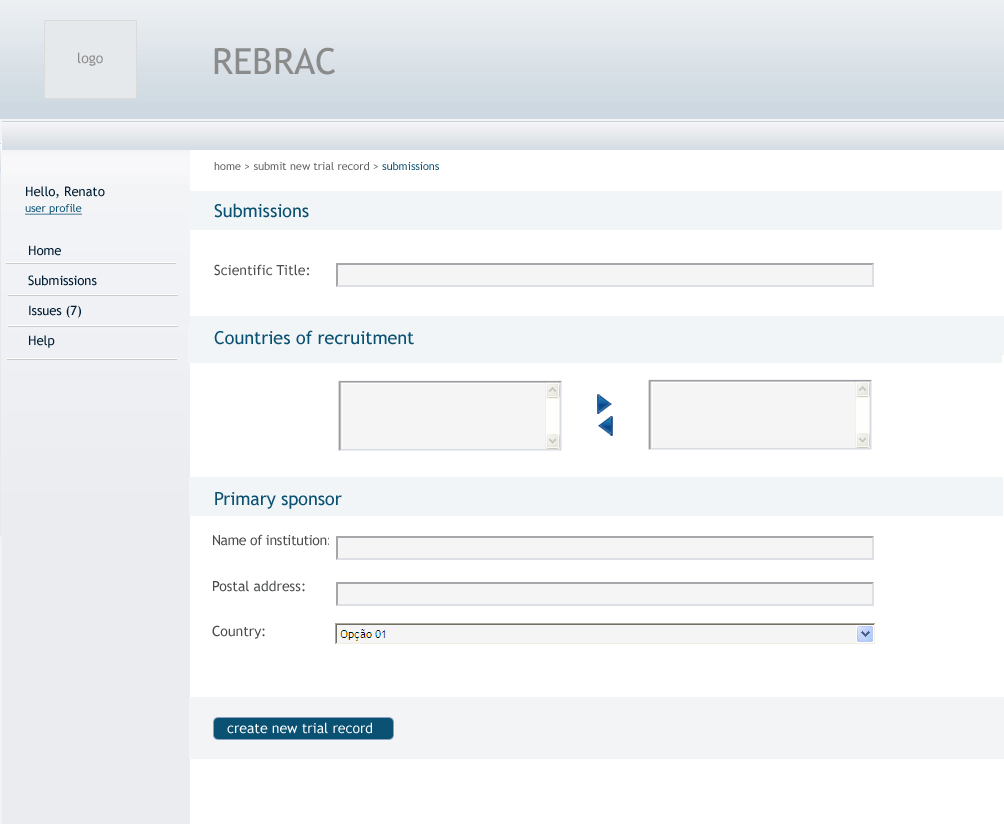 logo
REBRAC
home > submit new trial record > submissions
Hello, Renato
user profile
Home
Submissions
Issues (7)
Help
Submissions
Scientific Title:
Countries of recruitment
Primary sponsor
Name of institution:
Postal address:
Country:
Opção 01
create new trial record